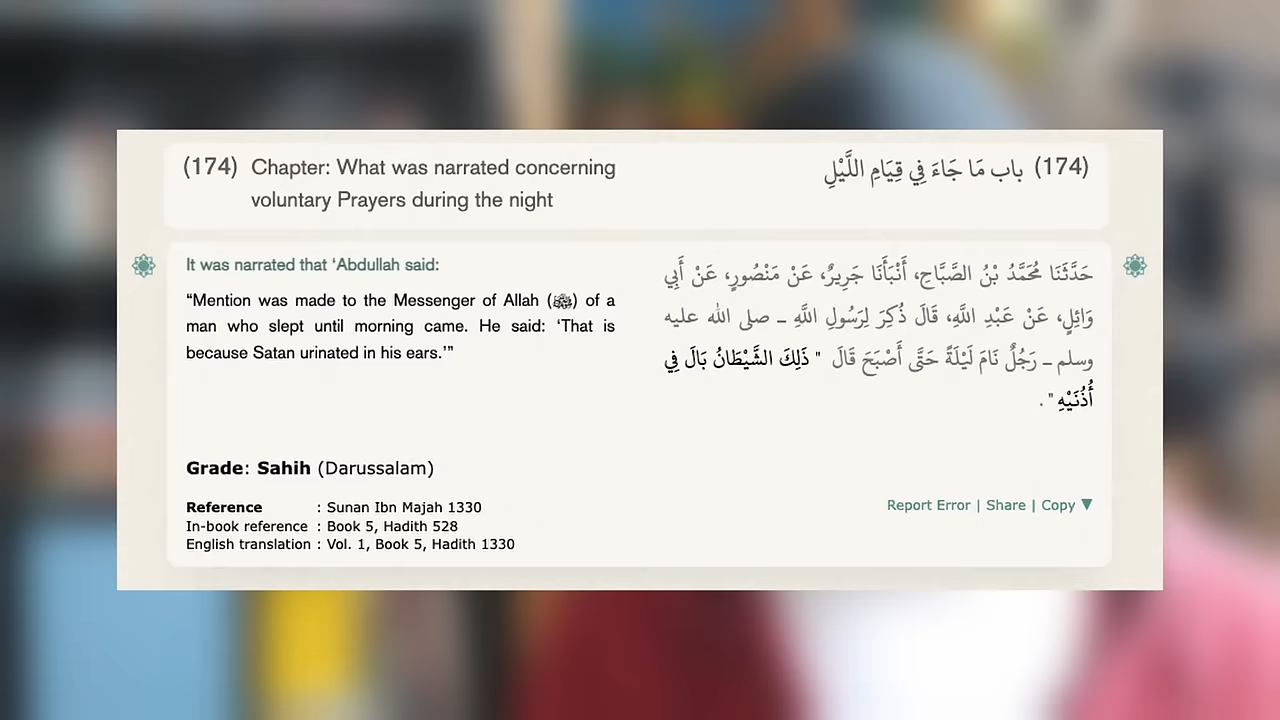 (174) Chapter: What was narrated concerning
voluntary Prayers during the night
(174) باب مَا جَاءَ فِي قِيَامِ اللَّيْلِ
It was narrated that ‘Abdullah said:
“Mention was made to the Messenger of Allah (ﷺ) of a
man who slept until morning came. He said: ‘That is
because Satan urinated in his ears.’”
حَدَّثَنَا مُحَمَّدُ بْنُ الصَّبَّاحِ، أَنْبَأَنَا جَرِيرٌ، عَنْ مَنْصُورٍ، عَنْ أَبِي
وَائِلٍ، عَنْ عَبْدِ اللَّهِ، قَالَ ذُكِرَ لِرَسُولِ اللَّهِ ـ صلى الله عليه
وسلم ـ رَجُلٌ نَامَ لَيْلَةً حَتَّى أَصْبَحَ قَالَ ‏"‏ ذَلِكَ الشَّيْطَانُ بَالَ فِي
أُذُنَيْهِ ‏"‏ ‏.‏
Grade: Sahih (Darussalam)
Reference : Sunan Ibn Majah 1330
In-book reference : Book 5, Hadith 528
English translation : Vol. 1, Book 5, Hadith 1330
Report Error | Share | Copy ▼